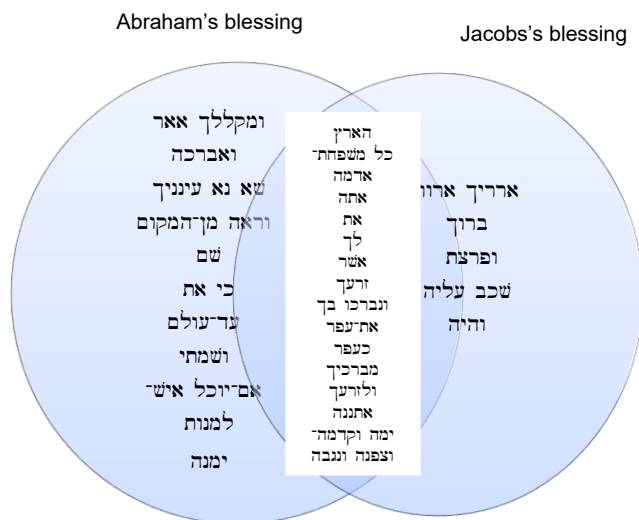 Abraham's blessing
Jacobs's blessing
ומקללך אאר
ואברכה
שא נא עיניך
וראה מן־המקום
שם
כי את
עד־עולם
ושמתי
אם־יוכל איש־
למנות
ימנה
הארץ
כל משפחת־
אדמה
אתה
את
לך
אשר
זרעך
ונברכו בך
את־עפר
כעפר
מברכיך
ולזרעך
אתננה
ימה וקדמה־
וצפנה ונגבה
ארריך
ברוך
ופרצת
שכב עליה
והיה